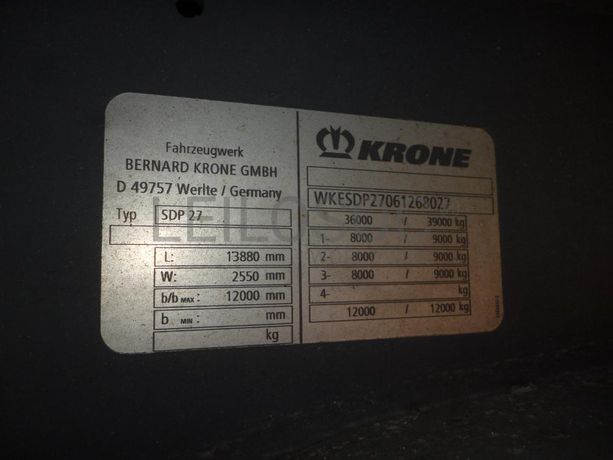 Fahrzeugwerk
BERNARD KRONE GMBH
D 49757 Werlte / Germany
Typ SDP 27
L: 13880 mm
W: 2550 mm
b/b MAX: 12000 mm
b MIN: mm
kg
KRONE
WKESDP27061268027
36000 / 39000 kg
1- 8000 / 9000 kg
2- 8000 / 9000 kg
3- 8000 / 9000 kg
4- kg
12000 / 12000 kg